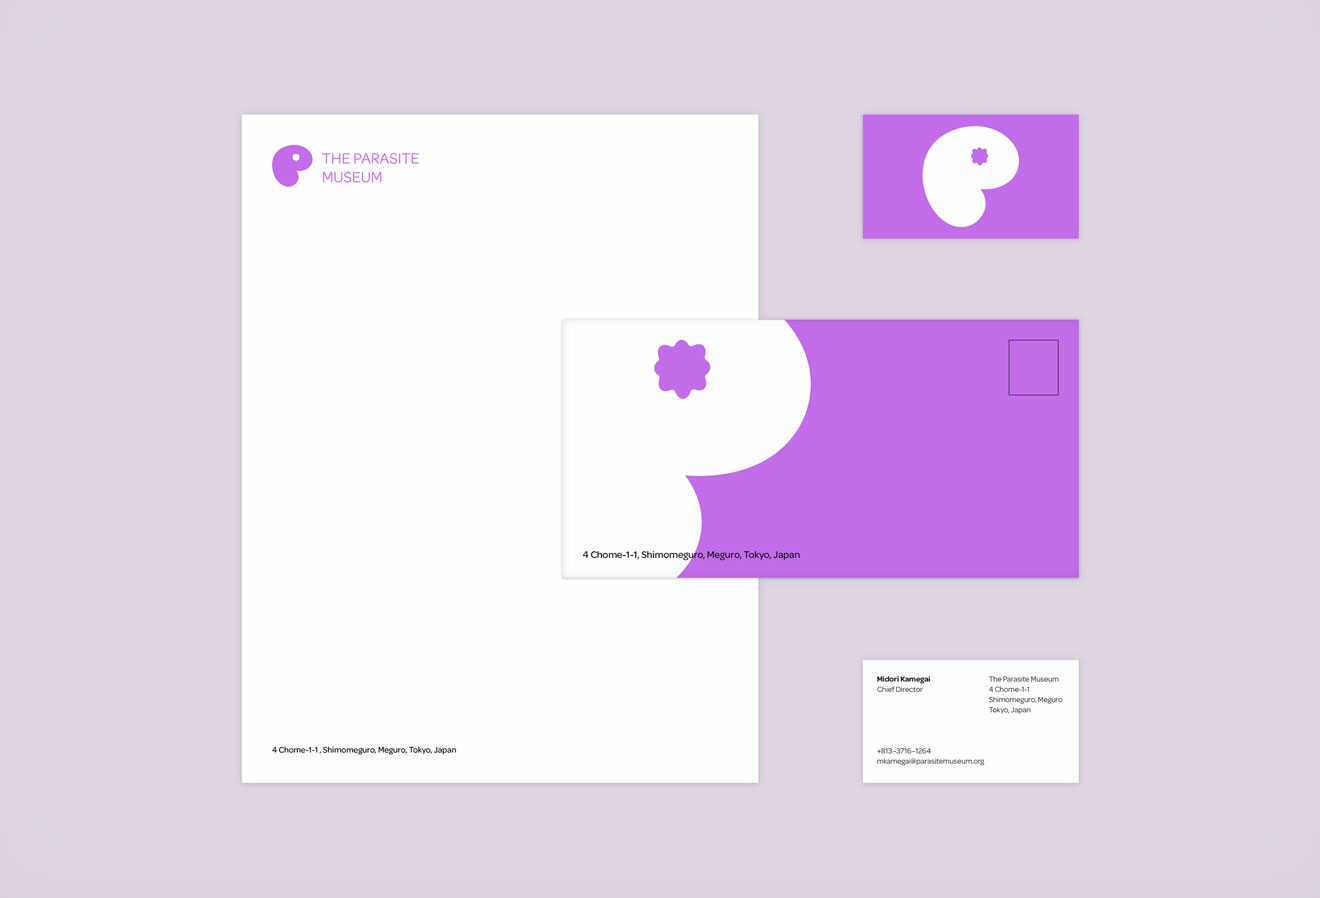 THE PARASITE
MUSEUM
4 Chome-1-1, Shimomeguro, Meguro, Tokyo, Japan
4 Chome-1-1 , Shimomeguro, Meguro, Tokyo, Japan
Midori Kamegai
Chief Director
The Parasite Museum
4 Chome-1-1
Shimomeguro, Meguro
Tokyo, Japan
+813–3716–1264
mkamegai@parasitemuseum.org